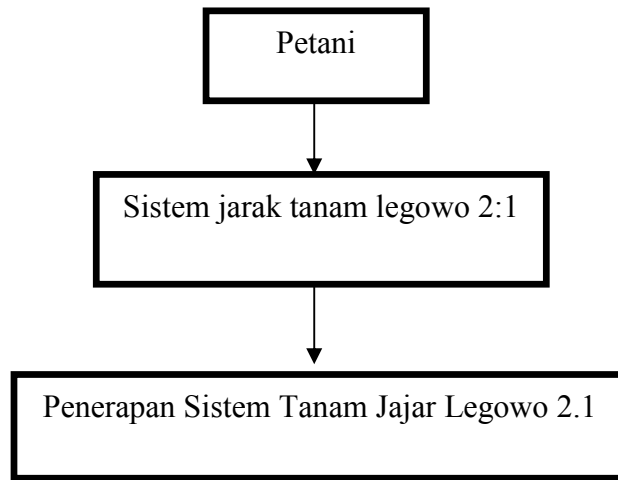 Petani
Sistem jarak tanam legowo 2:1
Penerapan Sistem Tanam Jajar Legowo 2.1